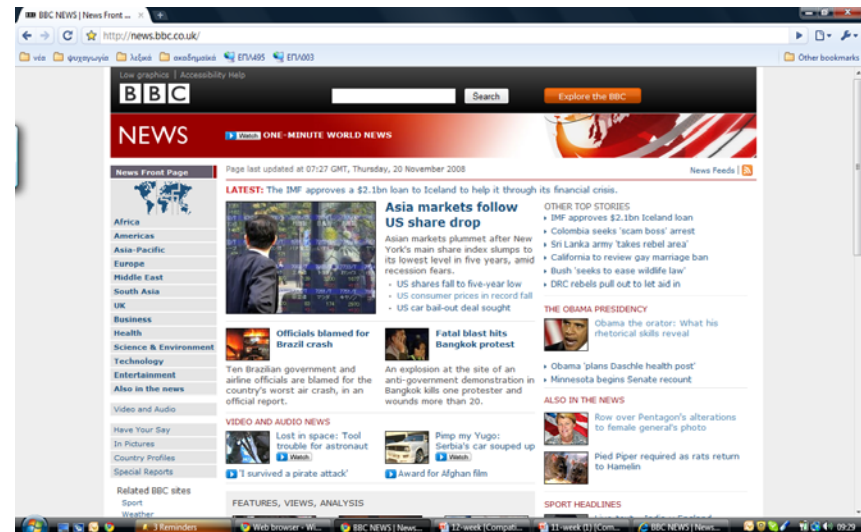 BBC NEWS | News Front ...
http://news.bbc.co.uk/
νέα ψυχαγωγία λεξικά ακαδημαϊκά ΕΠΛ495 ΕΠΛ003 Other bookmarks
Low graphics | Accessibility Help
BBC
Search
Explore the BBC
NEWS
Watch ONE-MINUTE WORLD NEWS
News Front Page
Africa
Americas
Asia-Pacific
Europe
Middle East
South Asia
UK
Business
Health
Science & Environment
Technology
Entertainment
Also in the news
Video and Audio
Have Your Say
In Pictures
Country Profiles
Special Reports
Related BBC sites
Sport
Weather
Page last updated at 07:27 GMT, Thursday, 20 November 2008
News Feeds
LATEST: The IMF approves a $2.1bn loan to Iceland to help it through its financial crisis.
Asia markets follow
US share drop
Asian markets plummet after New
York's main share index slumps to
its lowest level in five years, amid
recession fears.
US shares fall to five-year low
US consumer prices in record fall
US car bail-out deal sought
Officials blamed for
Brazil crash
Ten Brazilian government and
airline officials are blamed for the
country's worst air crash, in an
official report.
Fatal blast hits
Bangkok protest
An explosion at the site of an
anti-government demonstration in
Bangkok kills one protester and
wounds more than 20.
VIDEO AND AUDIO NEWS
Lost in space: Tool
trouble for astronaut
Watch
Pimp my Yugo:
Serbia's car souped up
Watch
'I survived a pirate attack'
Award for Afghan film
FEATURES, VIEWS, ANALYSIS
OTHER TOP STORIES
IMF approves $2.1bn Iceland loan
Colombia seeks 'scam boss' arrest
Sri Lanka army 'takes rebel area'
California to review gay marriage ban
Bush 'seeks to ease wildlife law'
DRC rebels pull out to let aid in
THE OBAMA PRESIDENCY
Obama the orator: What his
rhetorical skills reveal
Obama 'plans Daschle health post'
Minnesota begins Senate recount
ALSO IN THE NEWS
Row over Pentagon's alterations
to female general's photo
Pied Piper required as rats return
to Hamelin
SPORT HEADLINES
3 Reminders
Web browser - Wi...
BBC NEWS | News...
12-week [Compati...
11-week (1) [Com...
BBC NEWS | News...